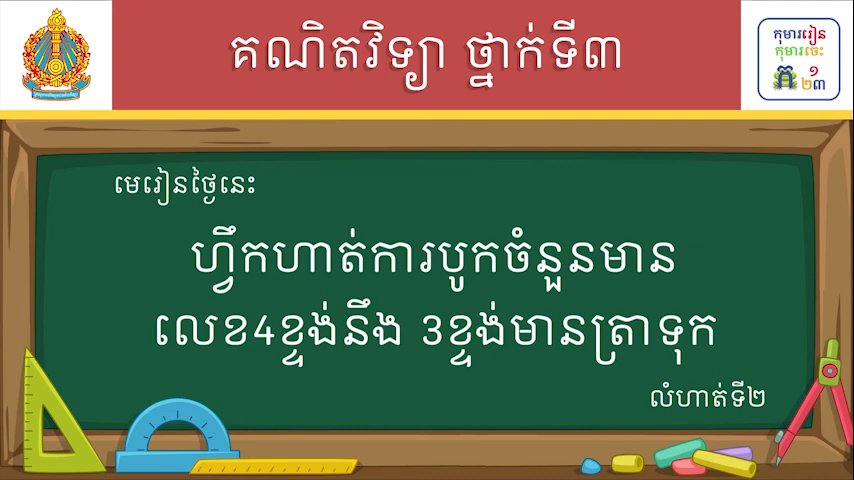 គណិតវិទ្យា ថ្នាក់ទី៣
កុមាររៀន
កុមារចេះ
ក ១
២៣
មេរៀនថ្ងៃនេះ
ហ្វឹកហាត់ការបូកចំនួនមាន
លេខ4ខ្ទង់នឹង 3ខ្ទង់មានត្រាទុក
លំហាត់ទី២